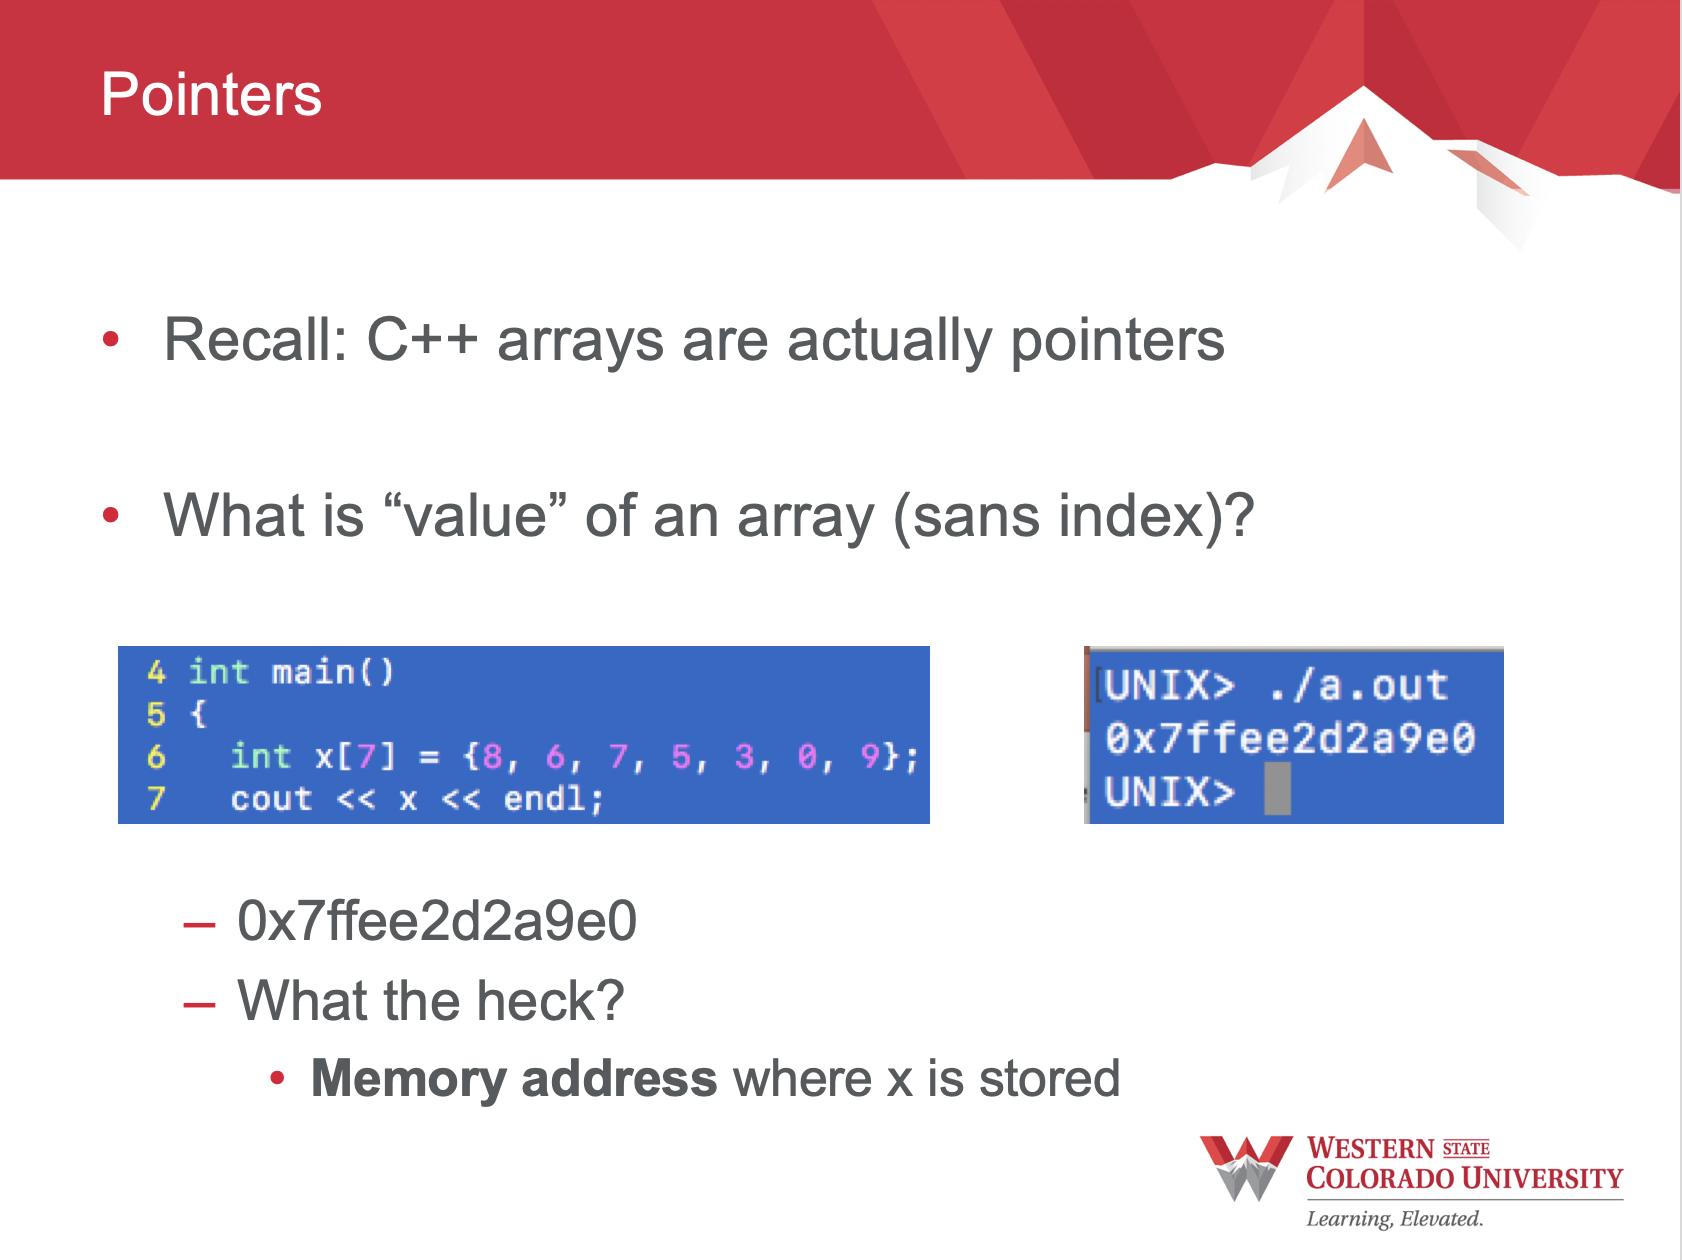 Pointers
• Recall: C++ arrays are actually pointers
• What is “value” of an array (sans index)?
4 int main()
5 {
6   int x[7] = {8, 6, 7, 5, 3, 0, 9};
7   cout << x << endl;
UNIX> ./a.out
0x7ffee2d2a9e0
UNIX>
– 0x7ffee2d2a9e0
– What the heck?
• Memory address where x is stored
WESTERN STATE
COLORADO UNIVERSITY
Learning, Elevated.